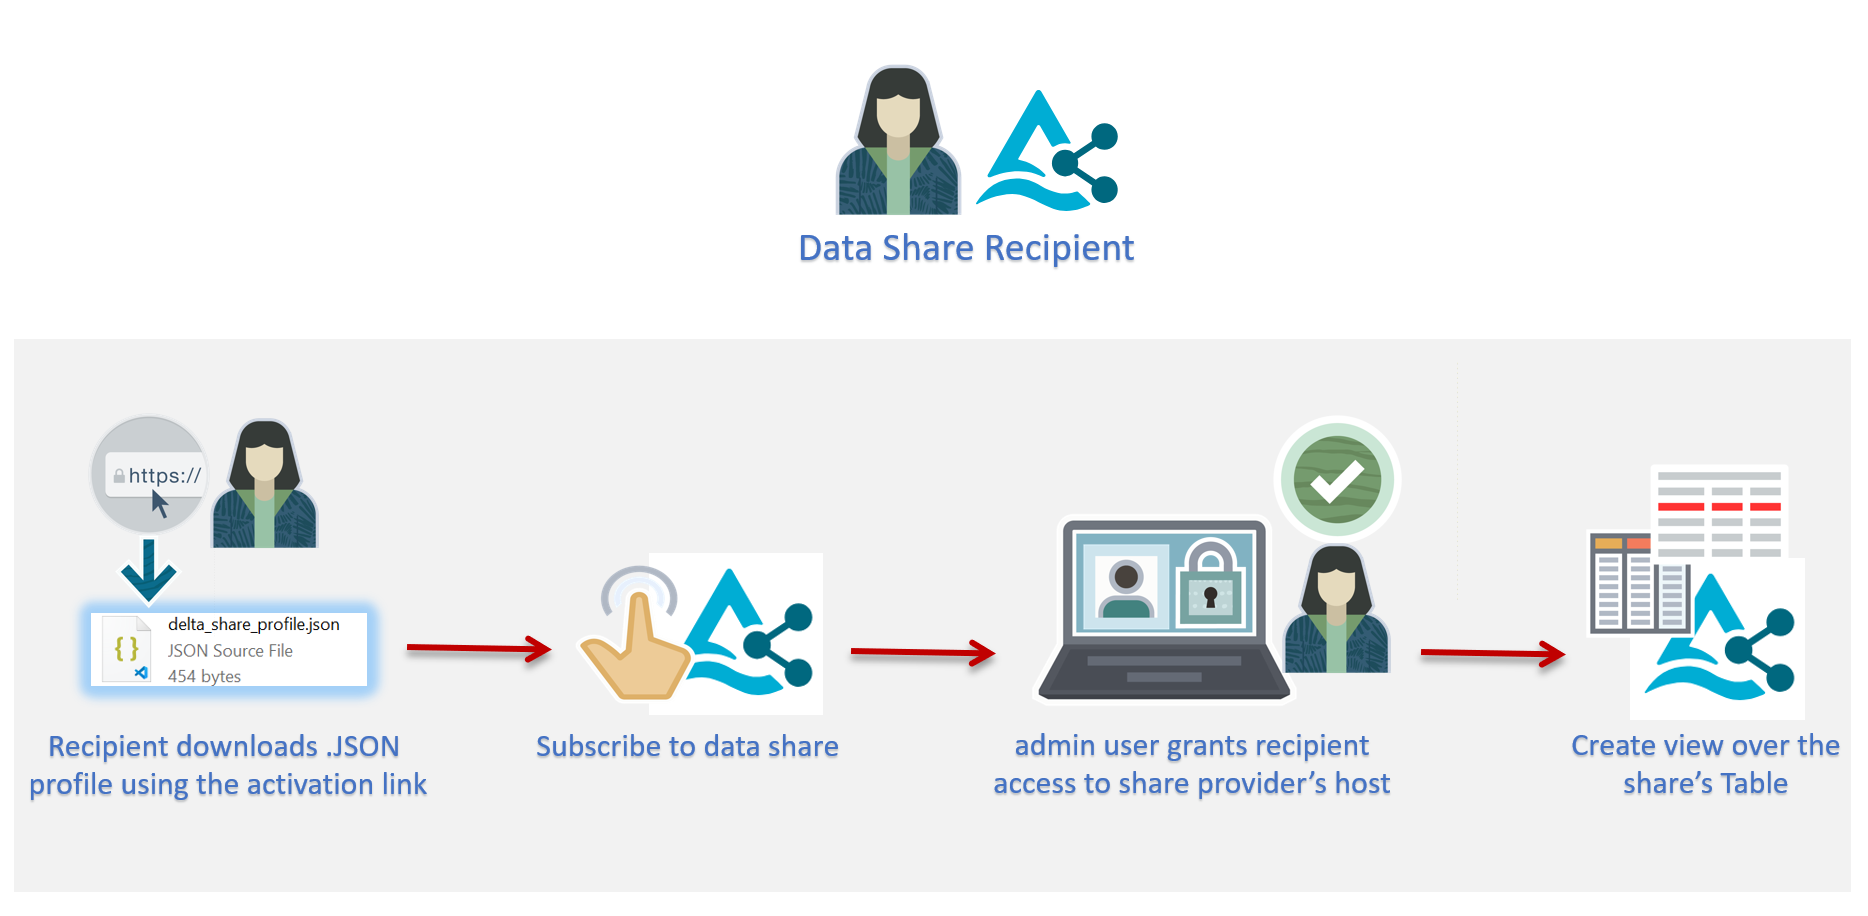 Data Share Recipient
https://
delta_share_profile.json
JSON Source File
454 bytes
Recipient downloads .JSON
profile using the activation link
Subscribe to data share
admin user grants recipient
access to share provider’s host
Create view over the
share’s Table